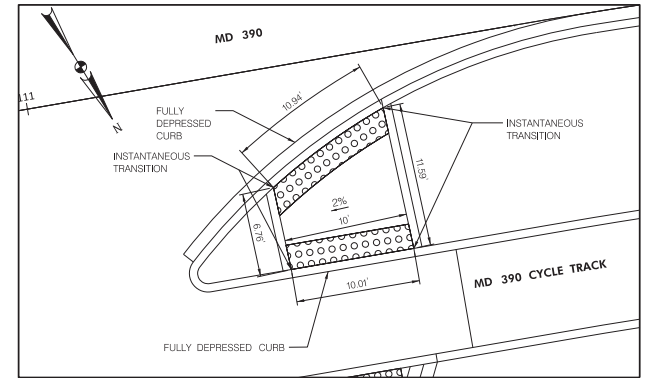 MD 390
111
N
10.94'
FULLY
DEPRESSED
CURB
INSTANTANEOUS
TRANSITION
INSTANTANEOUS
TRANSITION
11.59'
2%
10'
6.76'
10.01'
MD 390 CYCLE TRACK
FULLY DEPRESSED CURB